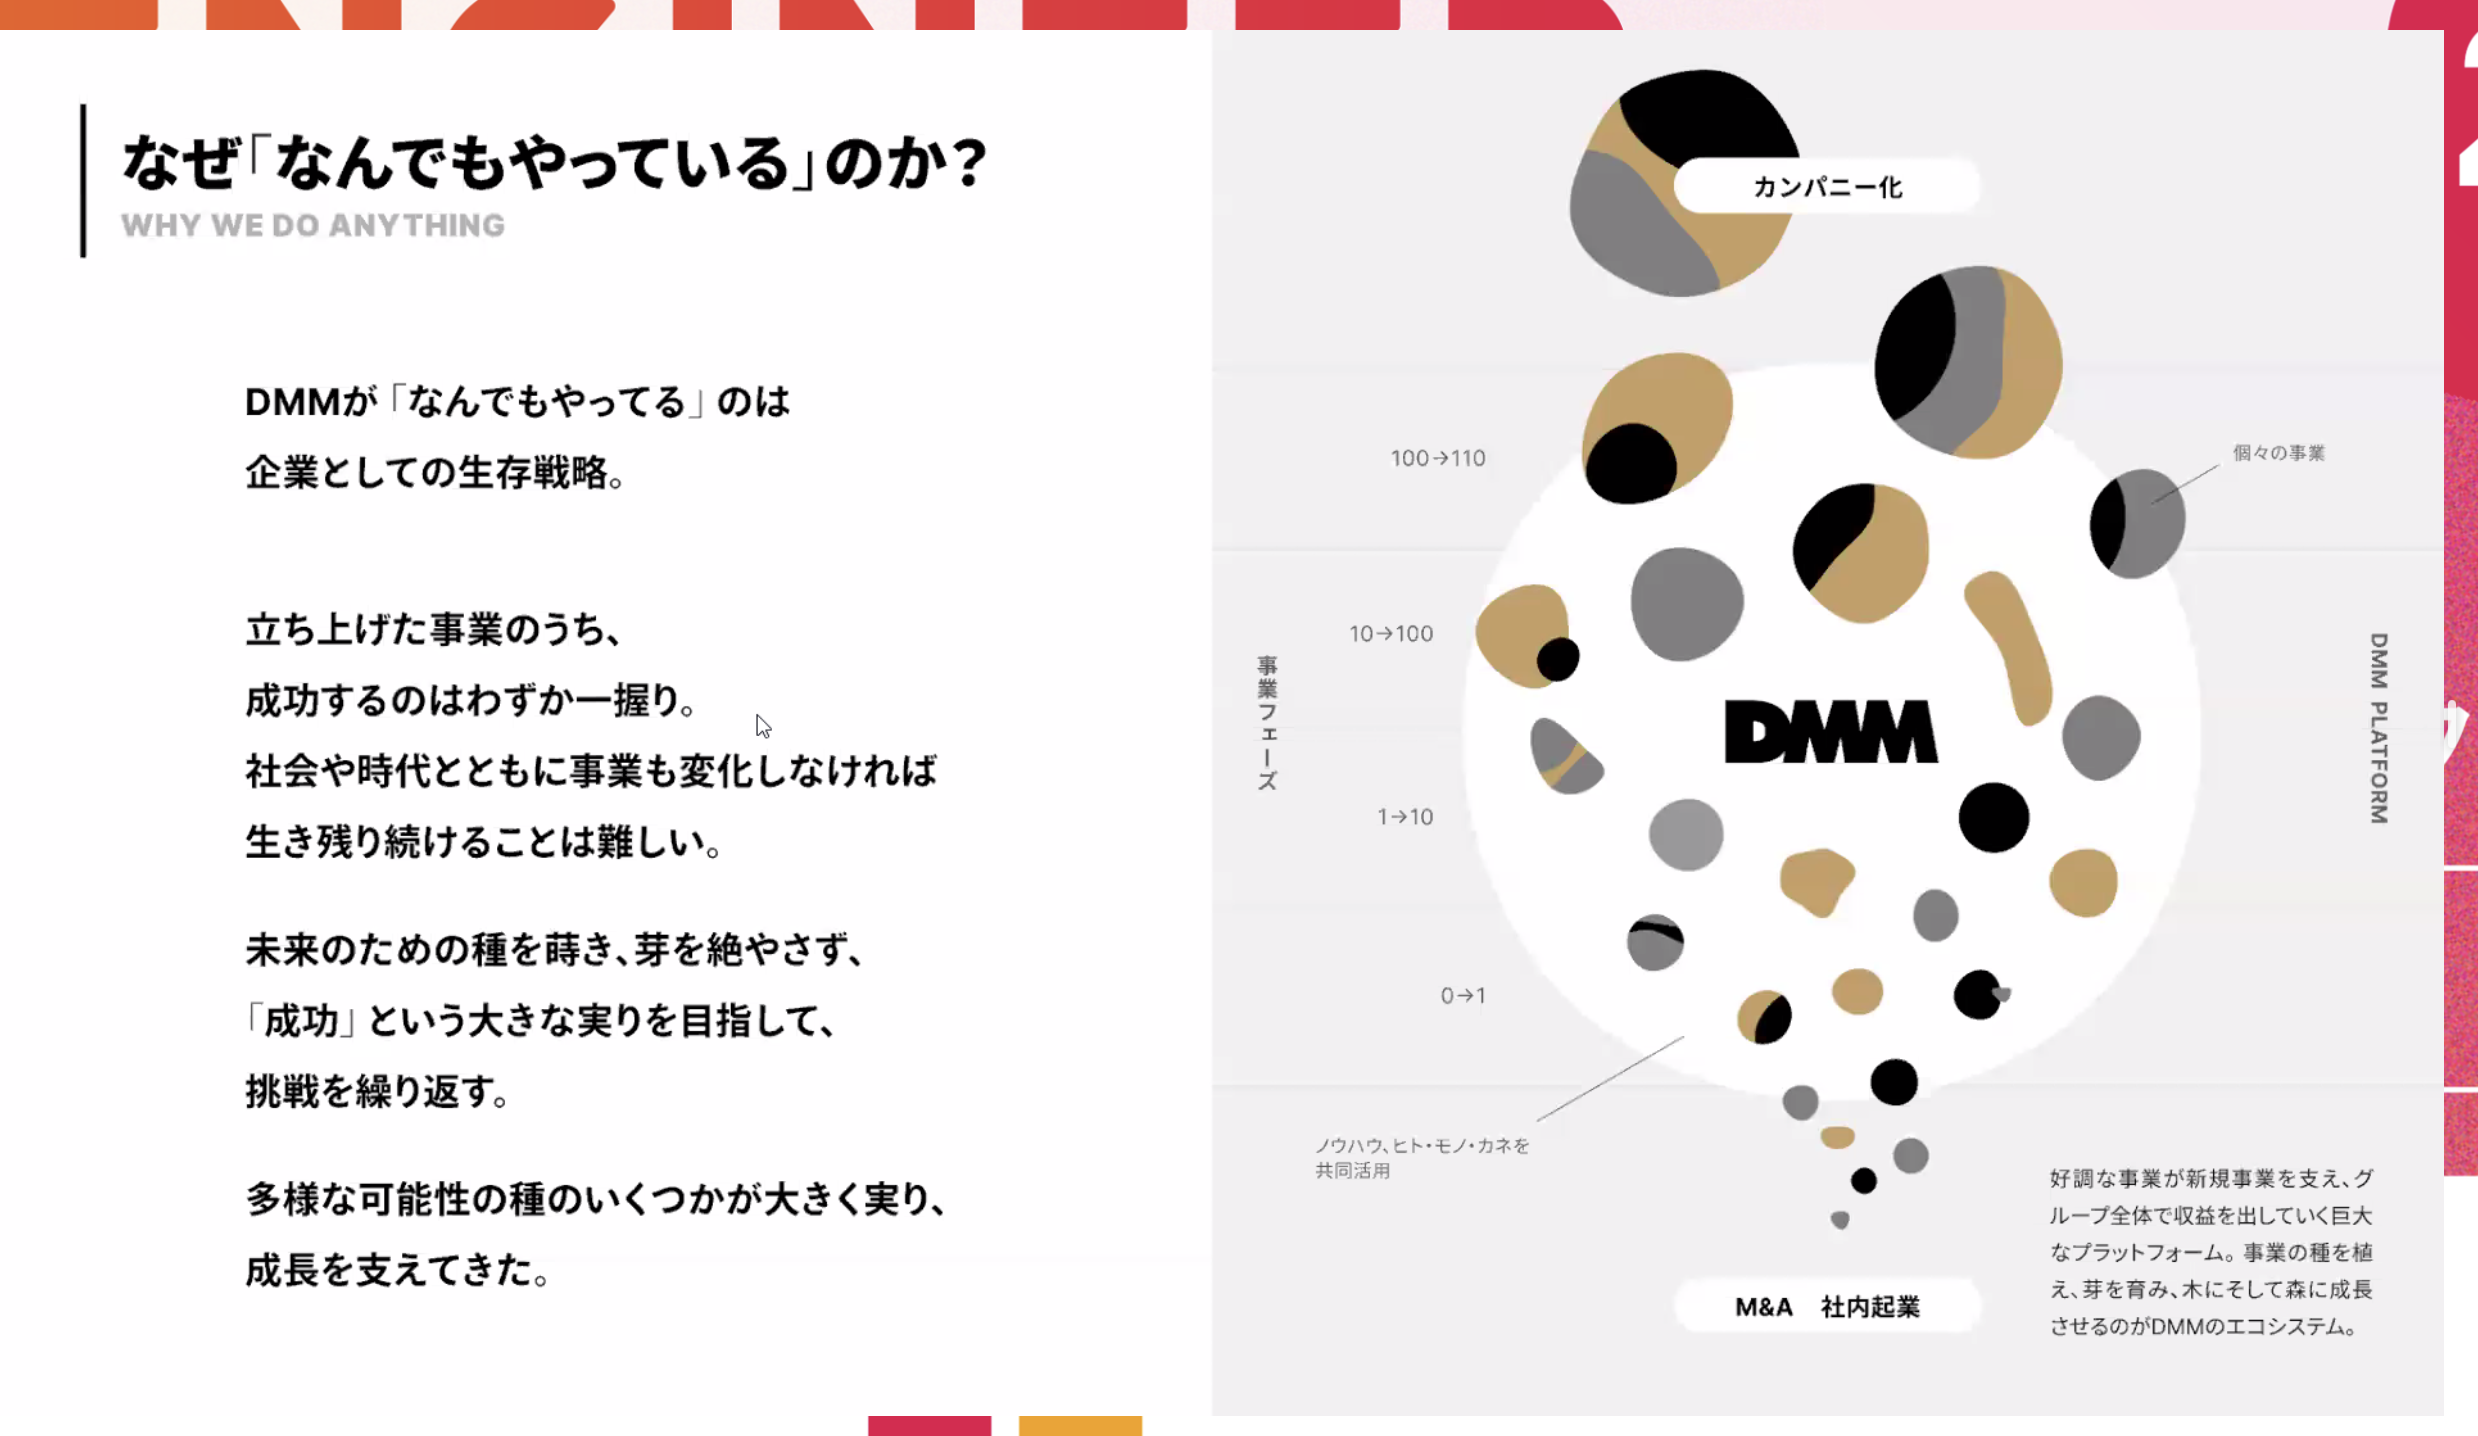 なぜ「なんでもやっている」のか？
WHY WE DO ANYTHING
DMMが「なんでもやってる」のは
企業としての生存戦略。
立ち上げた事業のうち、
成功するのはわずか一握り。
社会や時代とともに事業も変化しなければ
生き残り続けることは難しい。
未来のための種を蒔き、芽を絶やさず、
「成功」という大きな実りを目指して、
挑戦を繰り返す。
多様な可能性の種のいくつかが大きく実り、
成長を支えてきた。
カンパニー化
個々の事業
100→110
10→100
1→10
0→1
事業フェーズ
DMM
DMM PLATFORM
ノウハウ、ヒト・モノ・カネを
共同活用
M&A 社内起業
好調な事業が新規事業を支え、グ
ループ全体で収益を出していく巨大
なプラットフォーム。事業の種を植
え、芽を育み、木にそして森に成長
させるのがDMMのエコシステム。